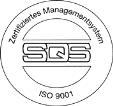 Zertifiziertes Managementsystem
SQS
ISO 9001